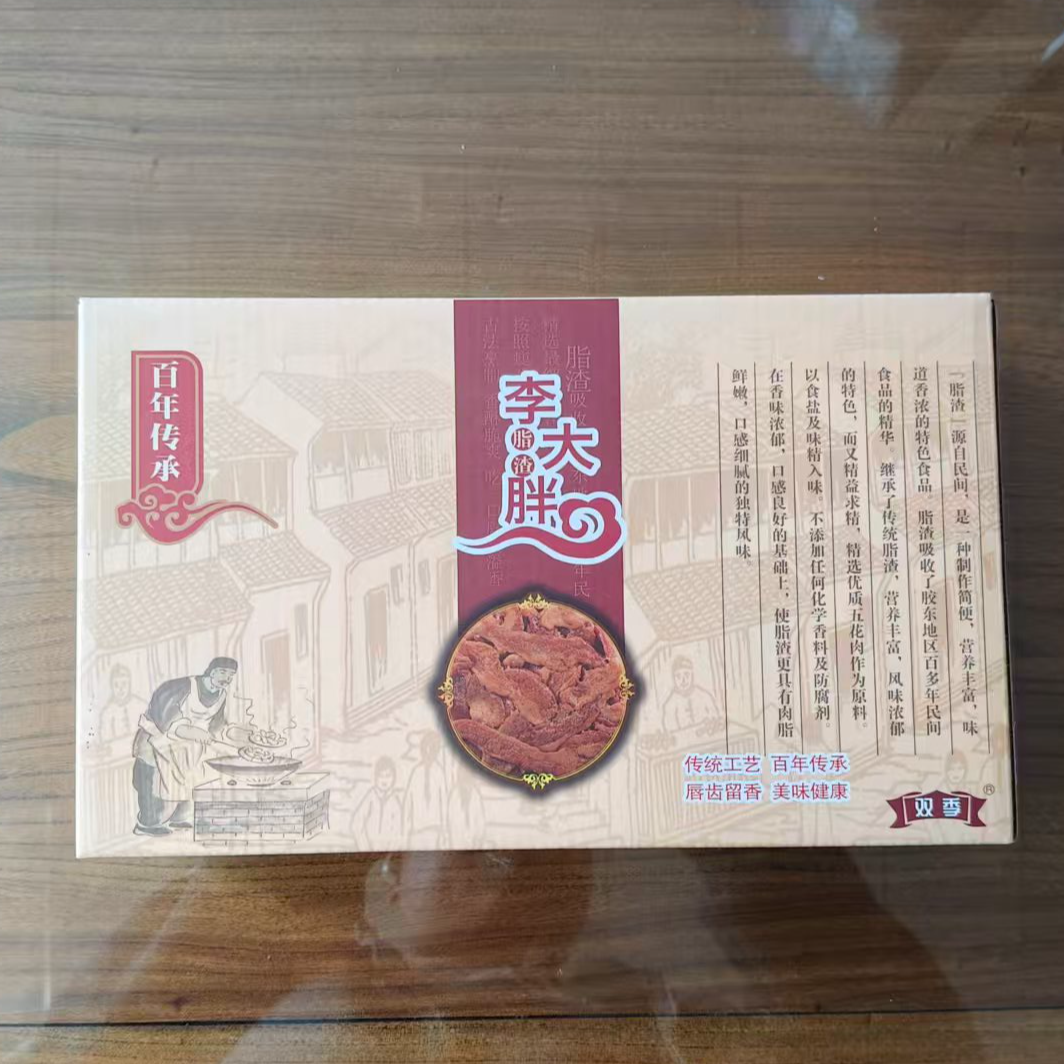 百年传承
李大胖
脂渣
「脂渣」源自民间，是一种制作简便，营养丰富，味
道香浓的特色食品。脂渣吸收了胶东地区百多年民间
食品的精华，继承了传统脂渣，营养丰富、风味浓郁
的特色，而又精益求精，精选优质五花肉作为原料。
以食盐及味精入味，不添加任何化学香料及防腐剂。
在香味浓郁，口感良好的基础上，使脂渣更具有肉脂
鲜嫩，口感细腻的独特风味。
传统工艺 百年传承
唇齿留香 美味健康
双季®